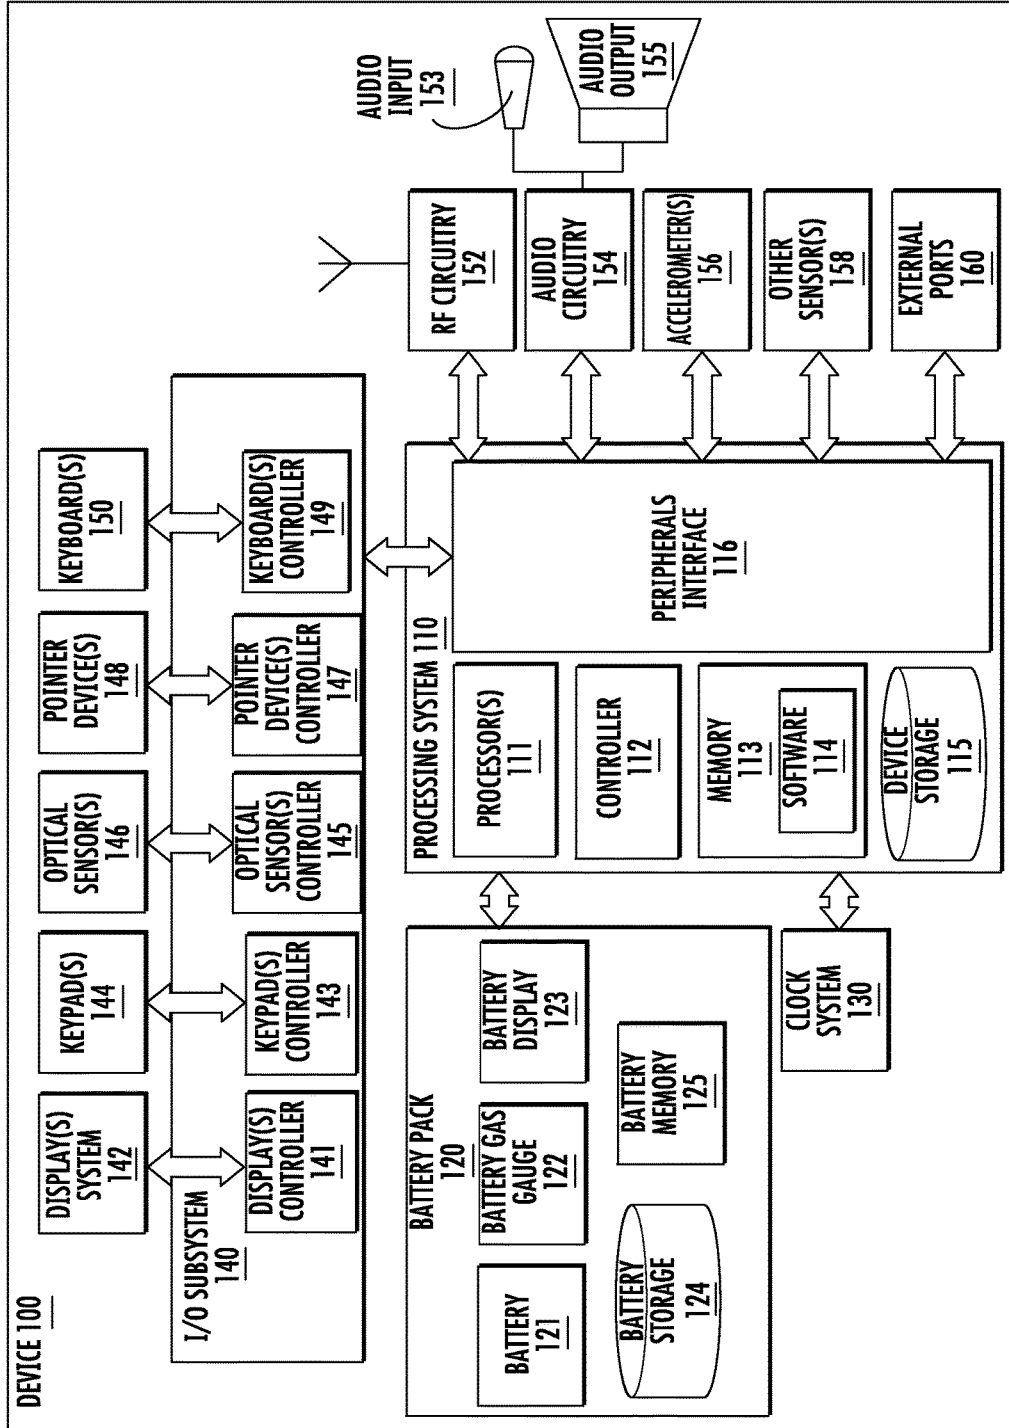 DEVICE 100
DISPLAY(S)
SYSTEM
142
KEYPAD(S)
144
OPTICAL
SENSOR(S)
146
POINTER
DEVICE(S)
148
KEYBOARD(S)
150
I/O SUBSYSTEM
140
DISPLAY(S)
CONTROLLER
141
KEYPAD(S)
CONTROLLER
143
OPTICAL
SENSOR(S)
CONTROLLER
145
POINTER
DEVICE(S)
CONTROLLER
147
KEYBOARD(S)
CONTROLLER
149
BATTERY PACK
120
BATTERY
121
BATTERY GAS
GAUGE
122
BATTERY
DISPLAY
123
BATTERY
STORAGE
124
BATTERY
MEMORY
125
CLOCK
SYSTEM
130
PROCESSING SYSTEM 110
PROCESSOR(S)
111
CONTROLLER
112
MEMORY
113
SOFTWARE
114
DEVICE
STORAGE
115
PERIPHERALS
INTERFACE
116
RF CIRCUITRY
152
AUDIO
CIRCUITRY
154
ACCELEROMETER(S)
156
OTHER
SENSOR(S)
158
EXTERNAL
PORTS
160
AUDIO
INPUT
153
AUDIO
OUTPUT
155